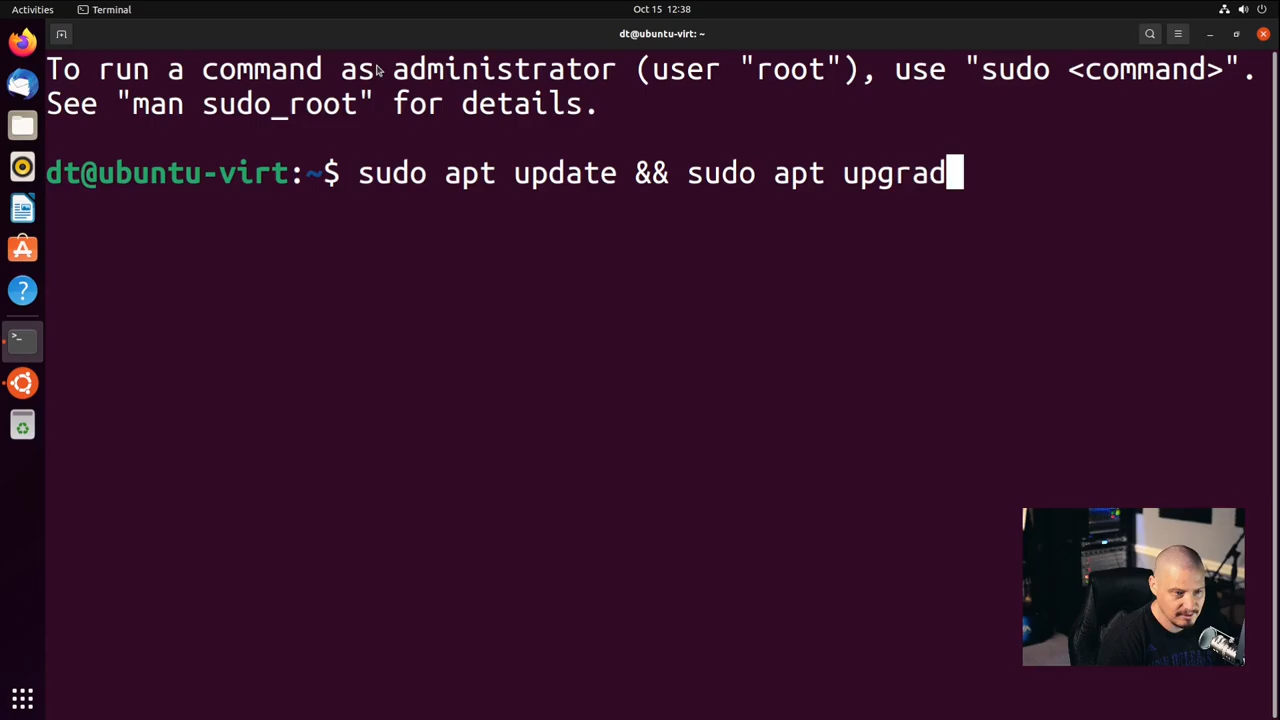 Activities
Terminal
Oct 15 12:38
dt@ubuntu-virt: ~
To run a command as administrator (user "root"), use "sudo <command>".
See "man sudo_root" for details.
dt@ubuntu-virt:~$ sudo apt update && sudo apt upgrad